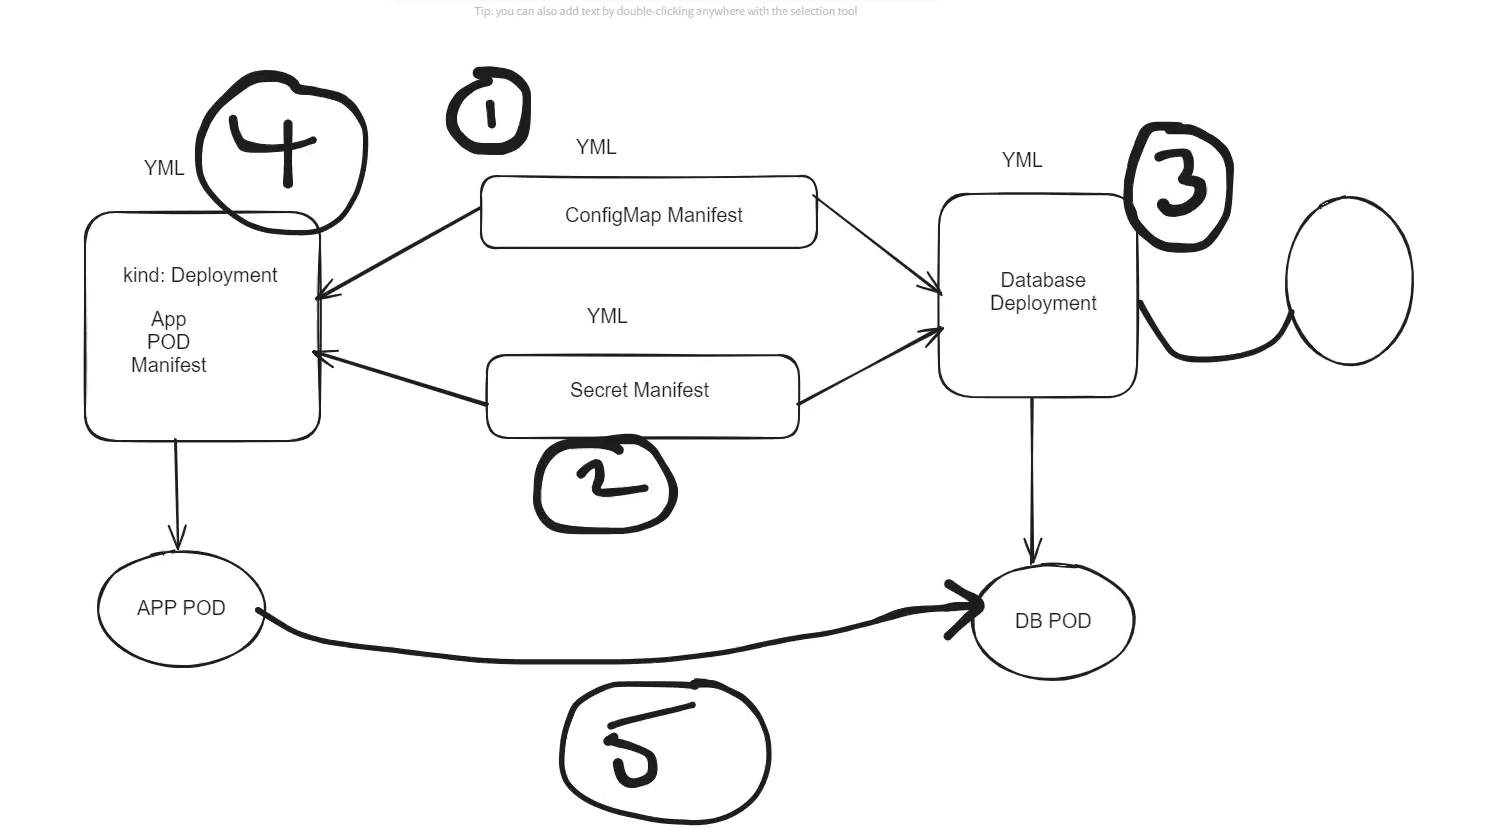 Tip: you can also add text by double-clicking anywhere with the selection tool
4
1
YML
YML
YML
3
ConfigMap Manifest
kind: Deployment
App
POD
Manifest
Database
Deployment
YML
Secret Manifest
2
APP POD
DB POD
5